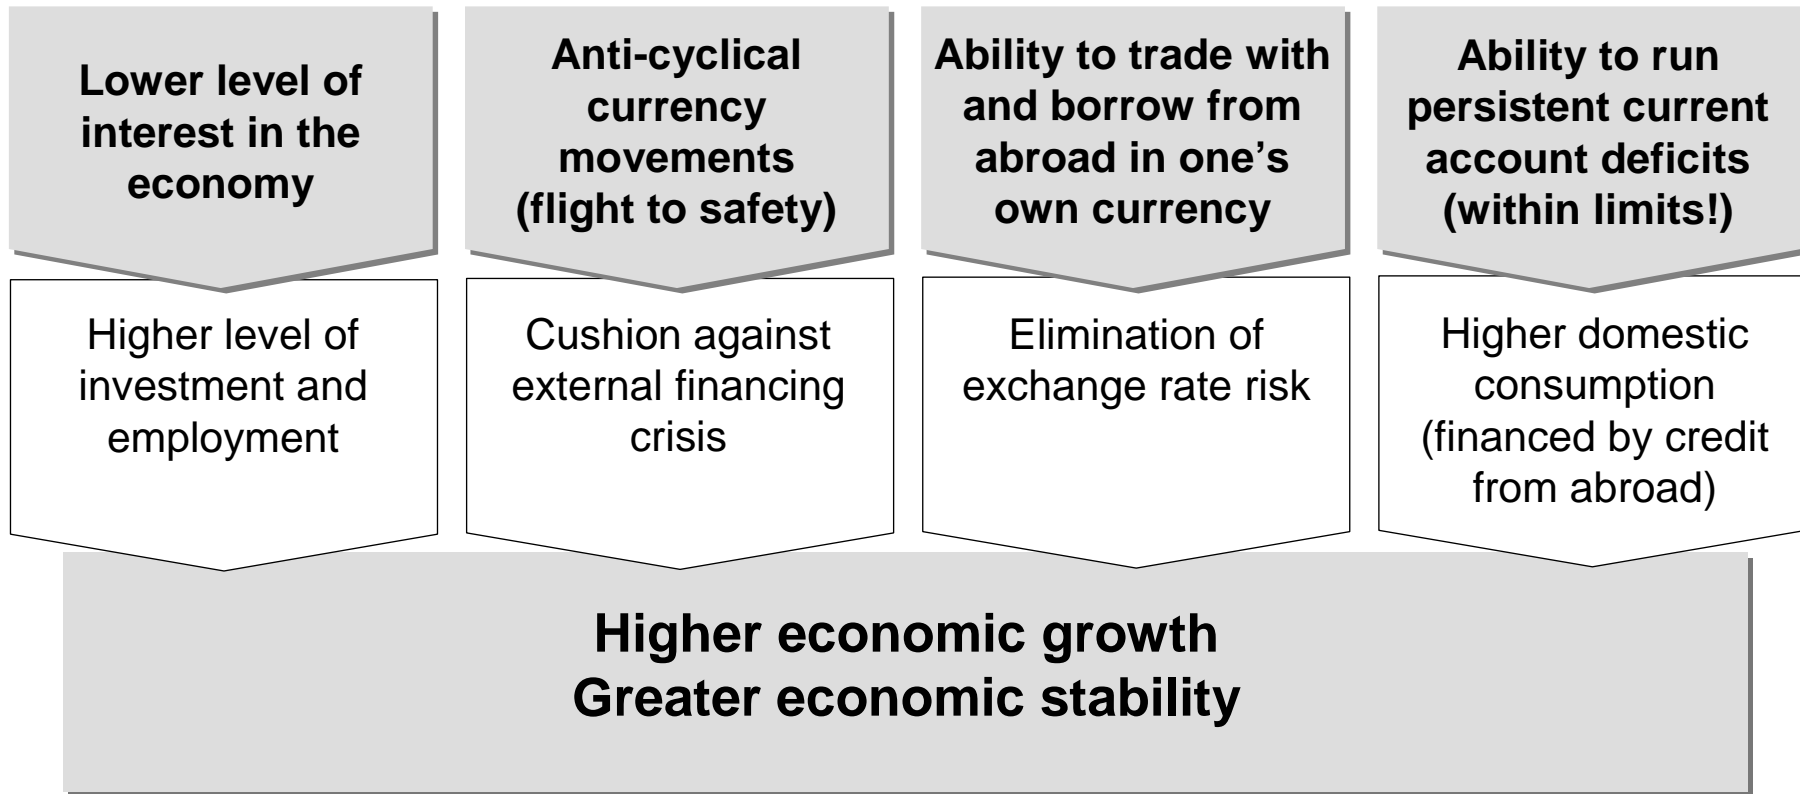 Lower level of
interest in the
economy
Anti-cyclical
currency
movements
(flight to safety)
Ability to trade with
and borrow from
abroad in one’s
own currency
Ability to run
persistent current
account deficits
(within limits!)
Higher level of
investment and
employment
Cushion against
external financing
crisis
Elimination of
exchange rate risk
Higher domestic
consumption
(financed by credit
from abroad)
Higher economic growth
Greater economic stability